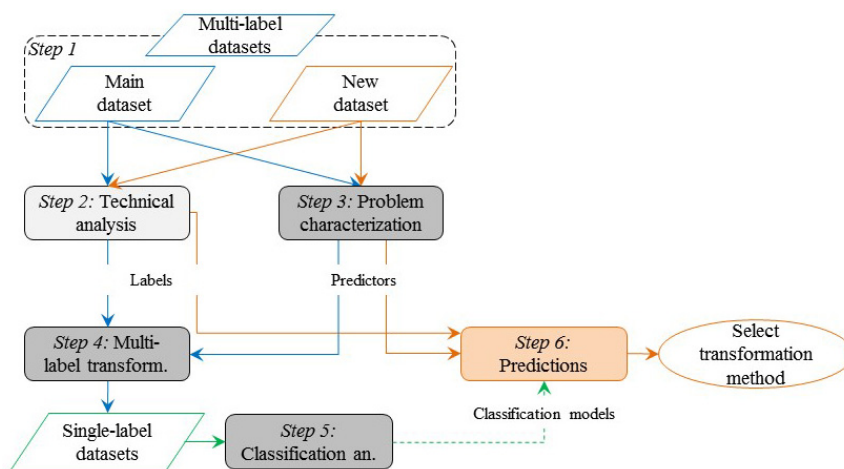 Multi-label
datasets
Step 1
Main
dataset
New
dataset
Step 2: Technical
analysis
Step 3: Problem
characterization
Labels
Predictors
Step 4: Multi-
label transform.
Step 6:
Predictions
Select
transformation
method
Single-label
datasets
Step 5:
Classification an.
Classification models